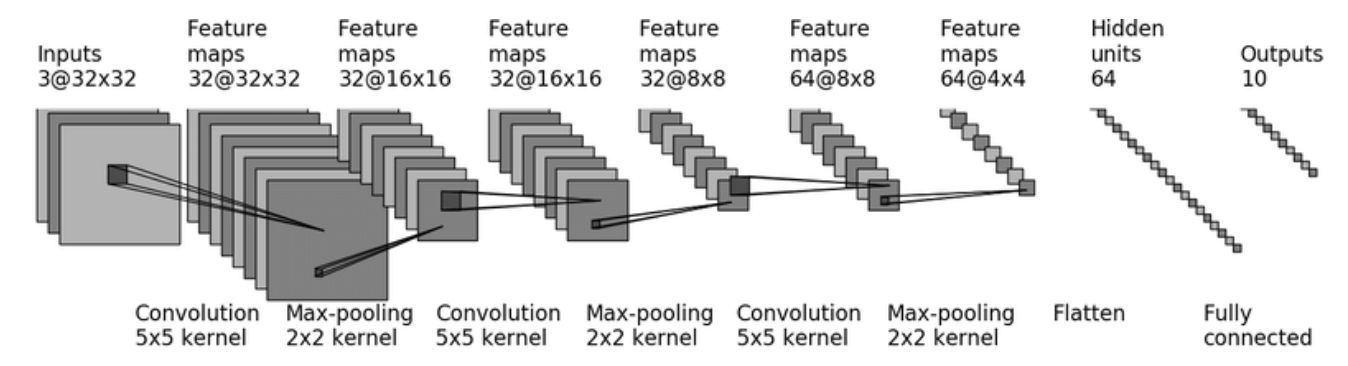 Inputs
3@32x32
Feature
maps
32@32x32
Feature
maps
32@16x16
Feature
maps
32@16x16
Feature
maps
32@8x8
Feature
maps
64@8x8
Feature
maps
64@4x4
Hidden
units
64
Outputs
10
Convolution
5x5 kernel
Max-pooling
2x2 kernel
Convolution
5x5 kernel
Max-pooling
2x2 kernel
Convolution
5x5 kernel
Max-pooling
2x2 kernel
Flatten
Fully
connected